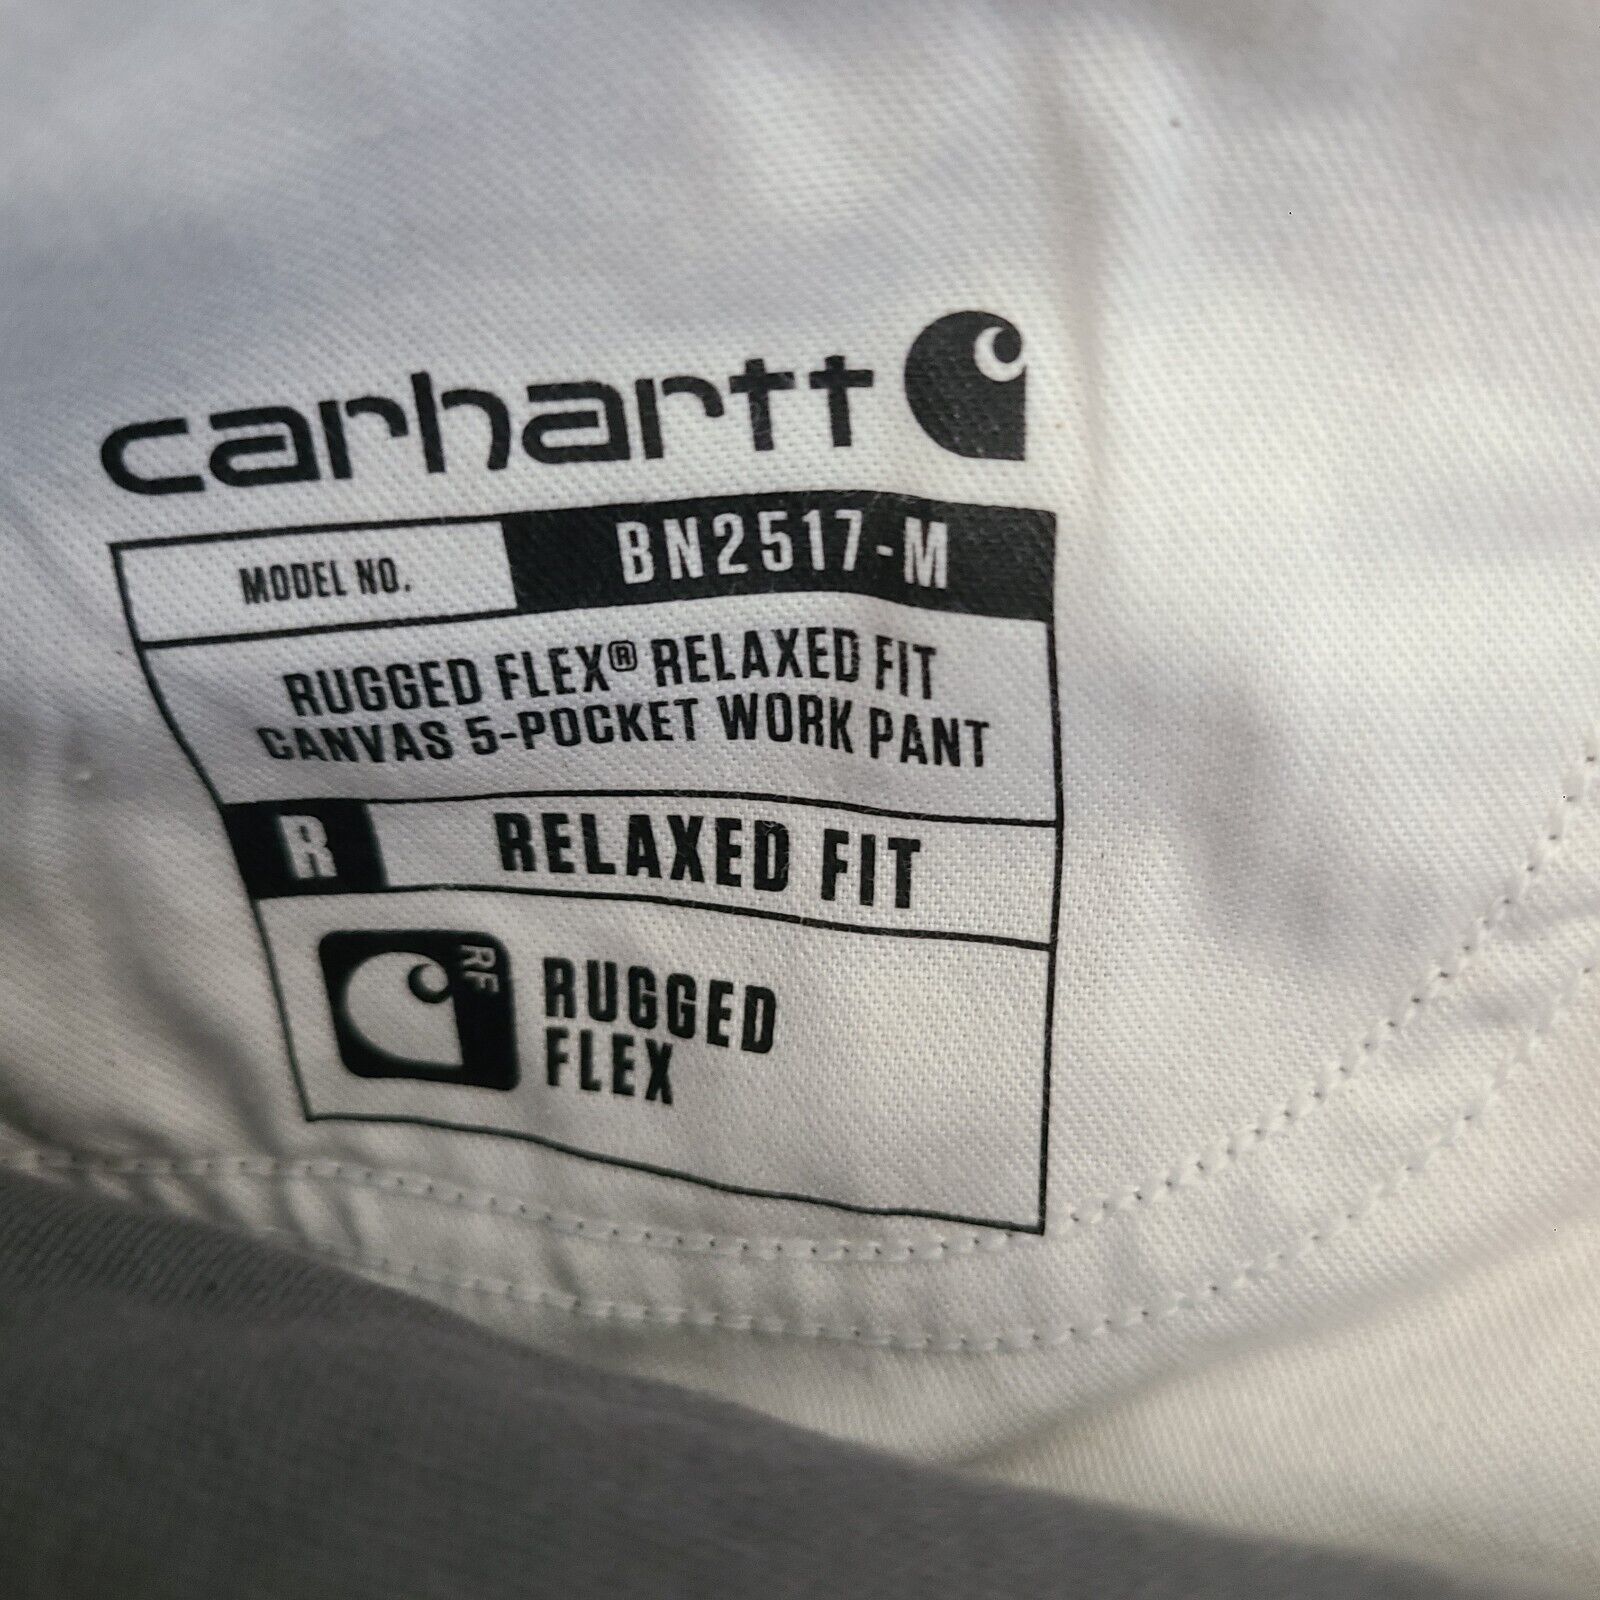 carhartt
MODEL NO. BN2517-M
RUGGED FLEX® RELAXED FIT
CANVAS 5-POCKET WORK PANT
R RELAXED FIT
RF
RUGGED
FLEX